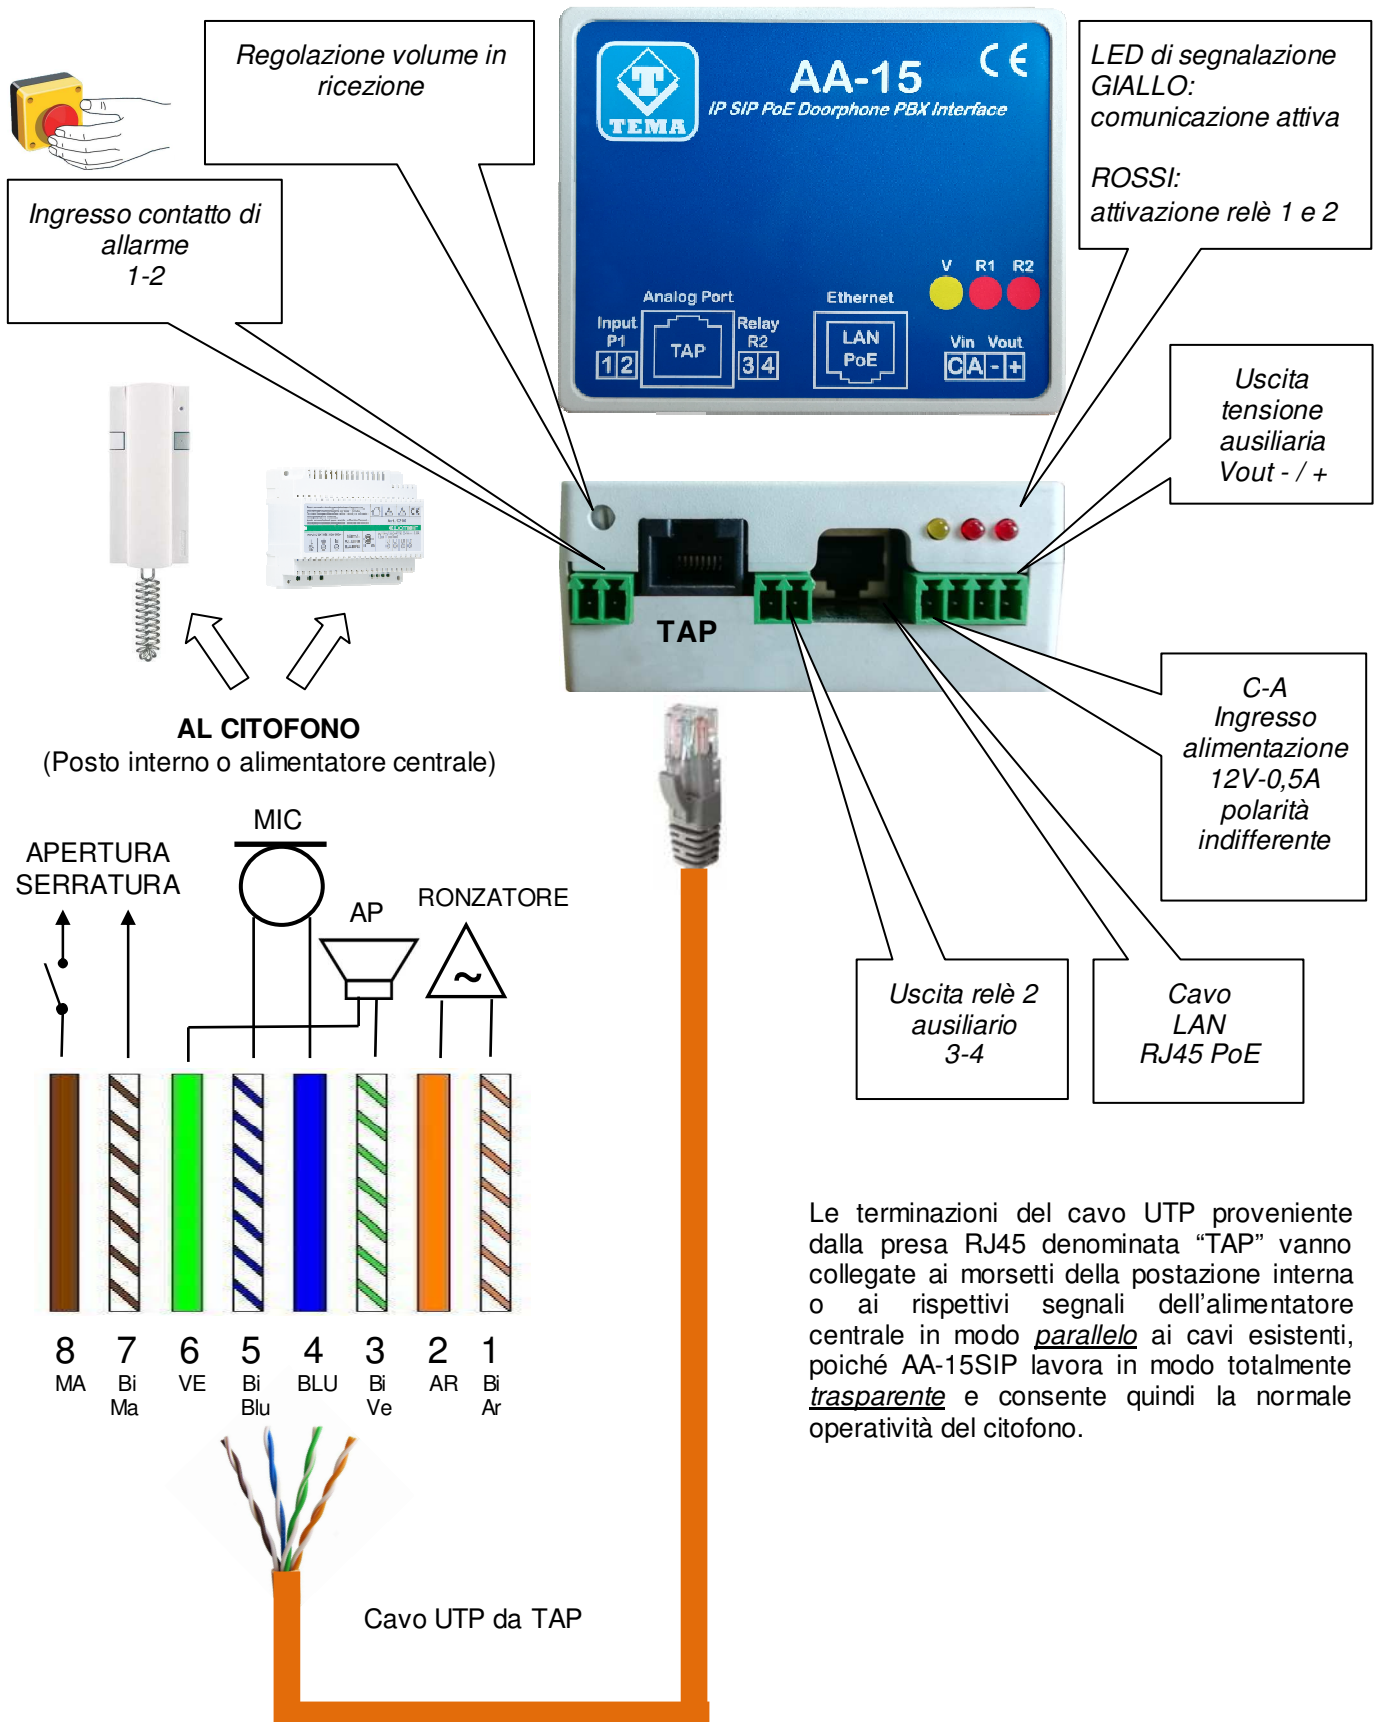 Regolazione volume in
ricezione
Ingresso contatto di
allarme
1-2
TEMA
AA-15
CE
IP SIP PoE Doorphone PBX Interface
V R1 R2
Analog Port
Ethernet
Input
P1
1 2
TAP
Relay
R2
3 4
LAN
PoE
Vin Vout
C A - +
LED di segnalazione
GIALLO:
comunicazione attiva
ROSSI:
attivazione relè 1 e 2
Uscita
tensione
ausiliaria
Vout - / +
TAP
C-A
Ingresso
alimentazione
12V-0,5A
polarità
indifferente
Uscita relè 2
ausiliario
3-4
Cavo
LAN
RJ45 PoE
AL CITOFONO
(Posto interno o alimentatore centrale)
APERTURA
SERRATURA
MIC
AP
RONZATORE
~
8 7 6 5 4 3 2 1
MA Bi VE Bi BLU Bi AR Bi
Ma Blu Ve Ar
Cavo UTP da TAP
Le terminazioni del cavo UTP proveniente
dalla presa RJ45 denominata “TAP” vanno
collegate ai morsetti della postazione interna
o ai rispettivi segnali dell’alimentatore
centrale in modo parallelo ai cavi esistenti,
poiché AA-15SIP lavora in modo totalmente
trasparente e consente quindi la normale
operatività del citofono.